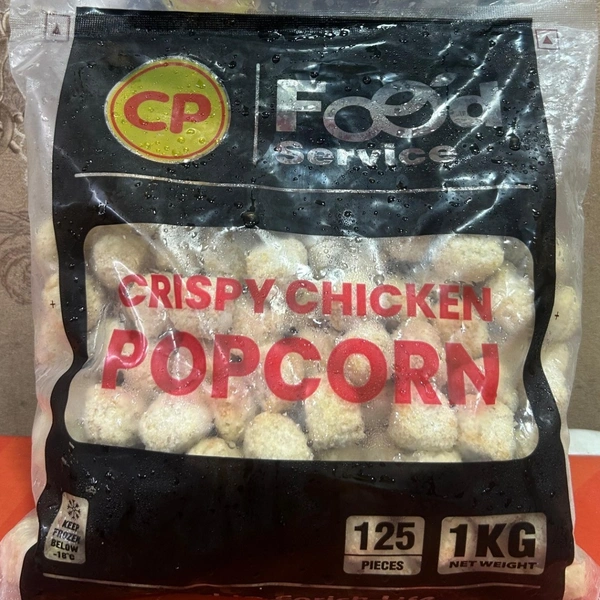 CP
Food
Service
CRISPY CHICKEN
POPCORN
KEEP
FROZEN
BELOW
-18°C
125
PIECES
1KG
NET WEIGHT